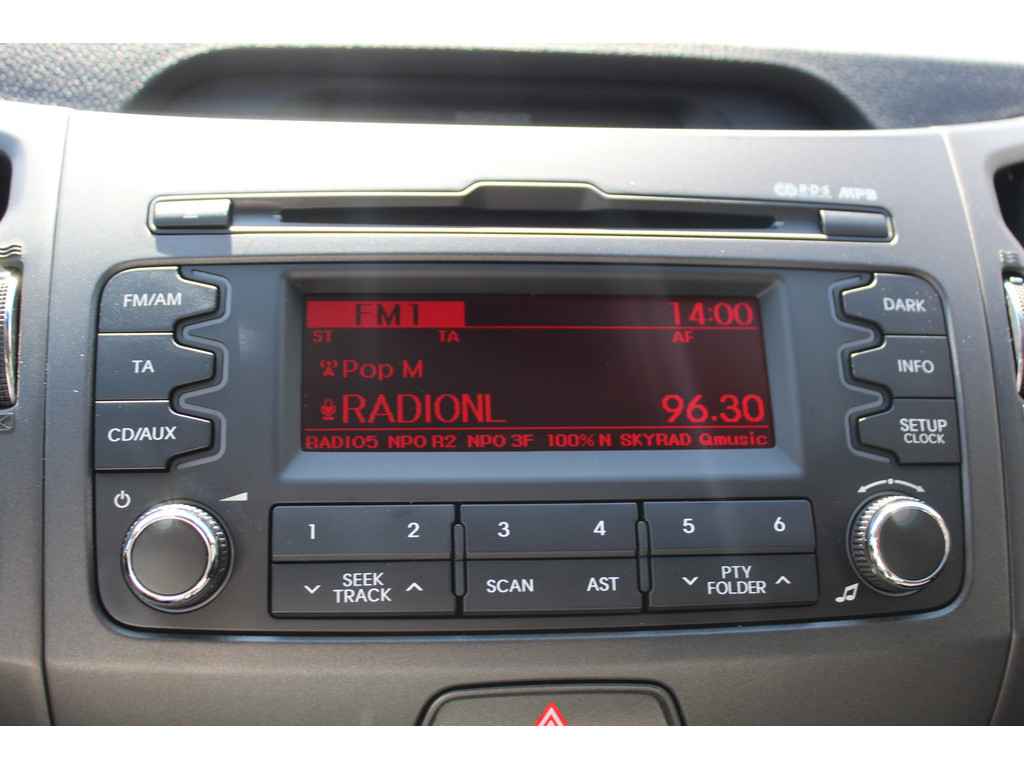 CD R·D·S MP3
FM/AM
TA
CD/AUX
FM1 14:00
ST TA AF
Pop M
RADIONL 96.30
RADIO5 NPO R2 NPO 3F 100% N SKYRAD Qmusic
DARK
INFO
SETUP
CLOCK
1 2 3 4 5 6
SEEK
TRACK
SCAN AST
PTY
FOLDER